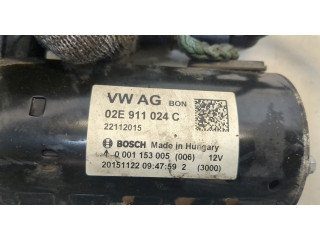 VW AG BON
02E 911 024 C
22112015
BOSCH Made in Hungary
0 001 153 005 (006) 12V
20151122 09:47:59 2 (3000)